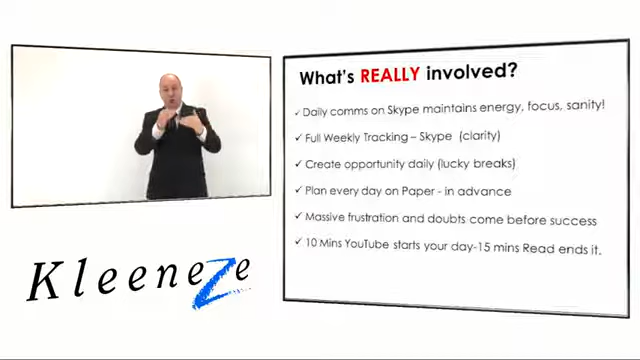 What's REALLY involved?
Daily comms on Skype maintains energy, focus, sanity!
Full Weekly Tracking – Skype (clarity)
Create opportunity daily (lucky breaks)
Plan every day on Paper - in advance
Massive frustration and doubts come before success
10 Mins YouTube starts your day-15 mins Read ends it.
Kleeneze